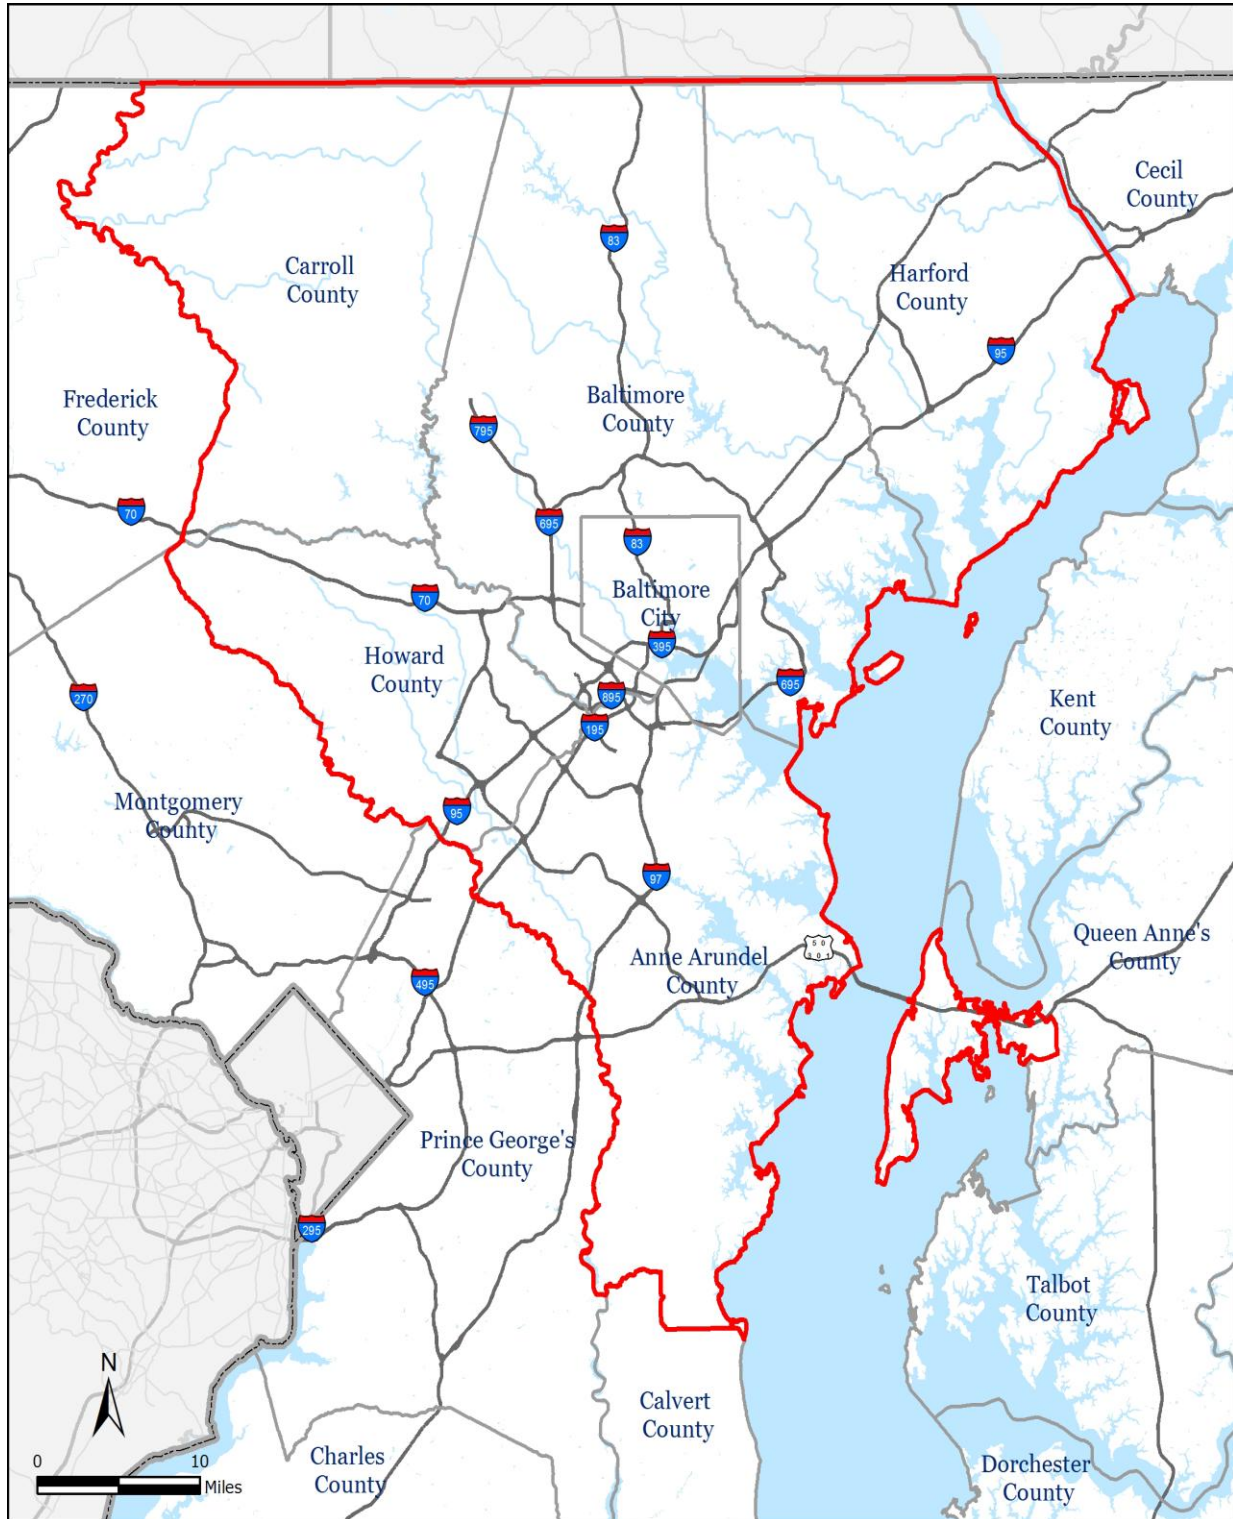 Cecil
County
83
Carroll
County
Harford
County
95
Frederick
County
Baltimore
County
795
70
695
83
70
Baltimore
City
395
Howard
County
695
270
895
195
Kent
County
Montgomery
County
95
97
Queen Anne's
County
50
301
Anne Arundel
County
495
Prince George's
County
295
Talbot
County
N
Calvert
County
0 10
Miles
Charles
County
Dorchester
County